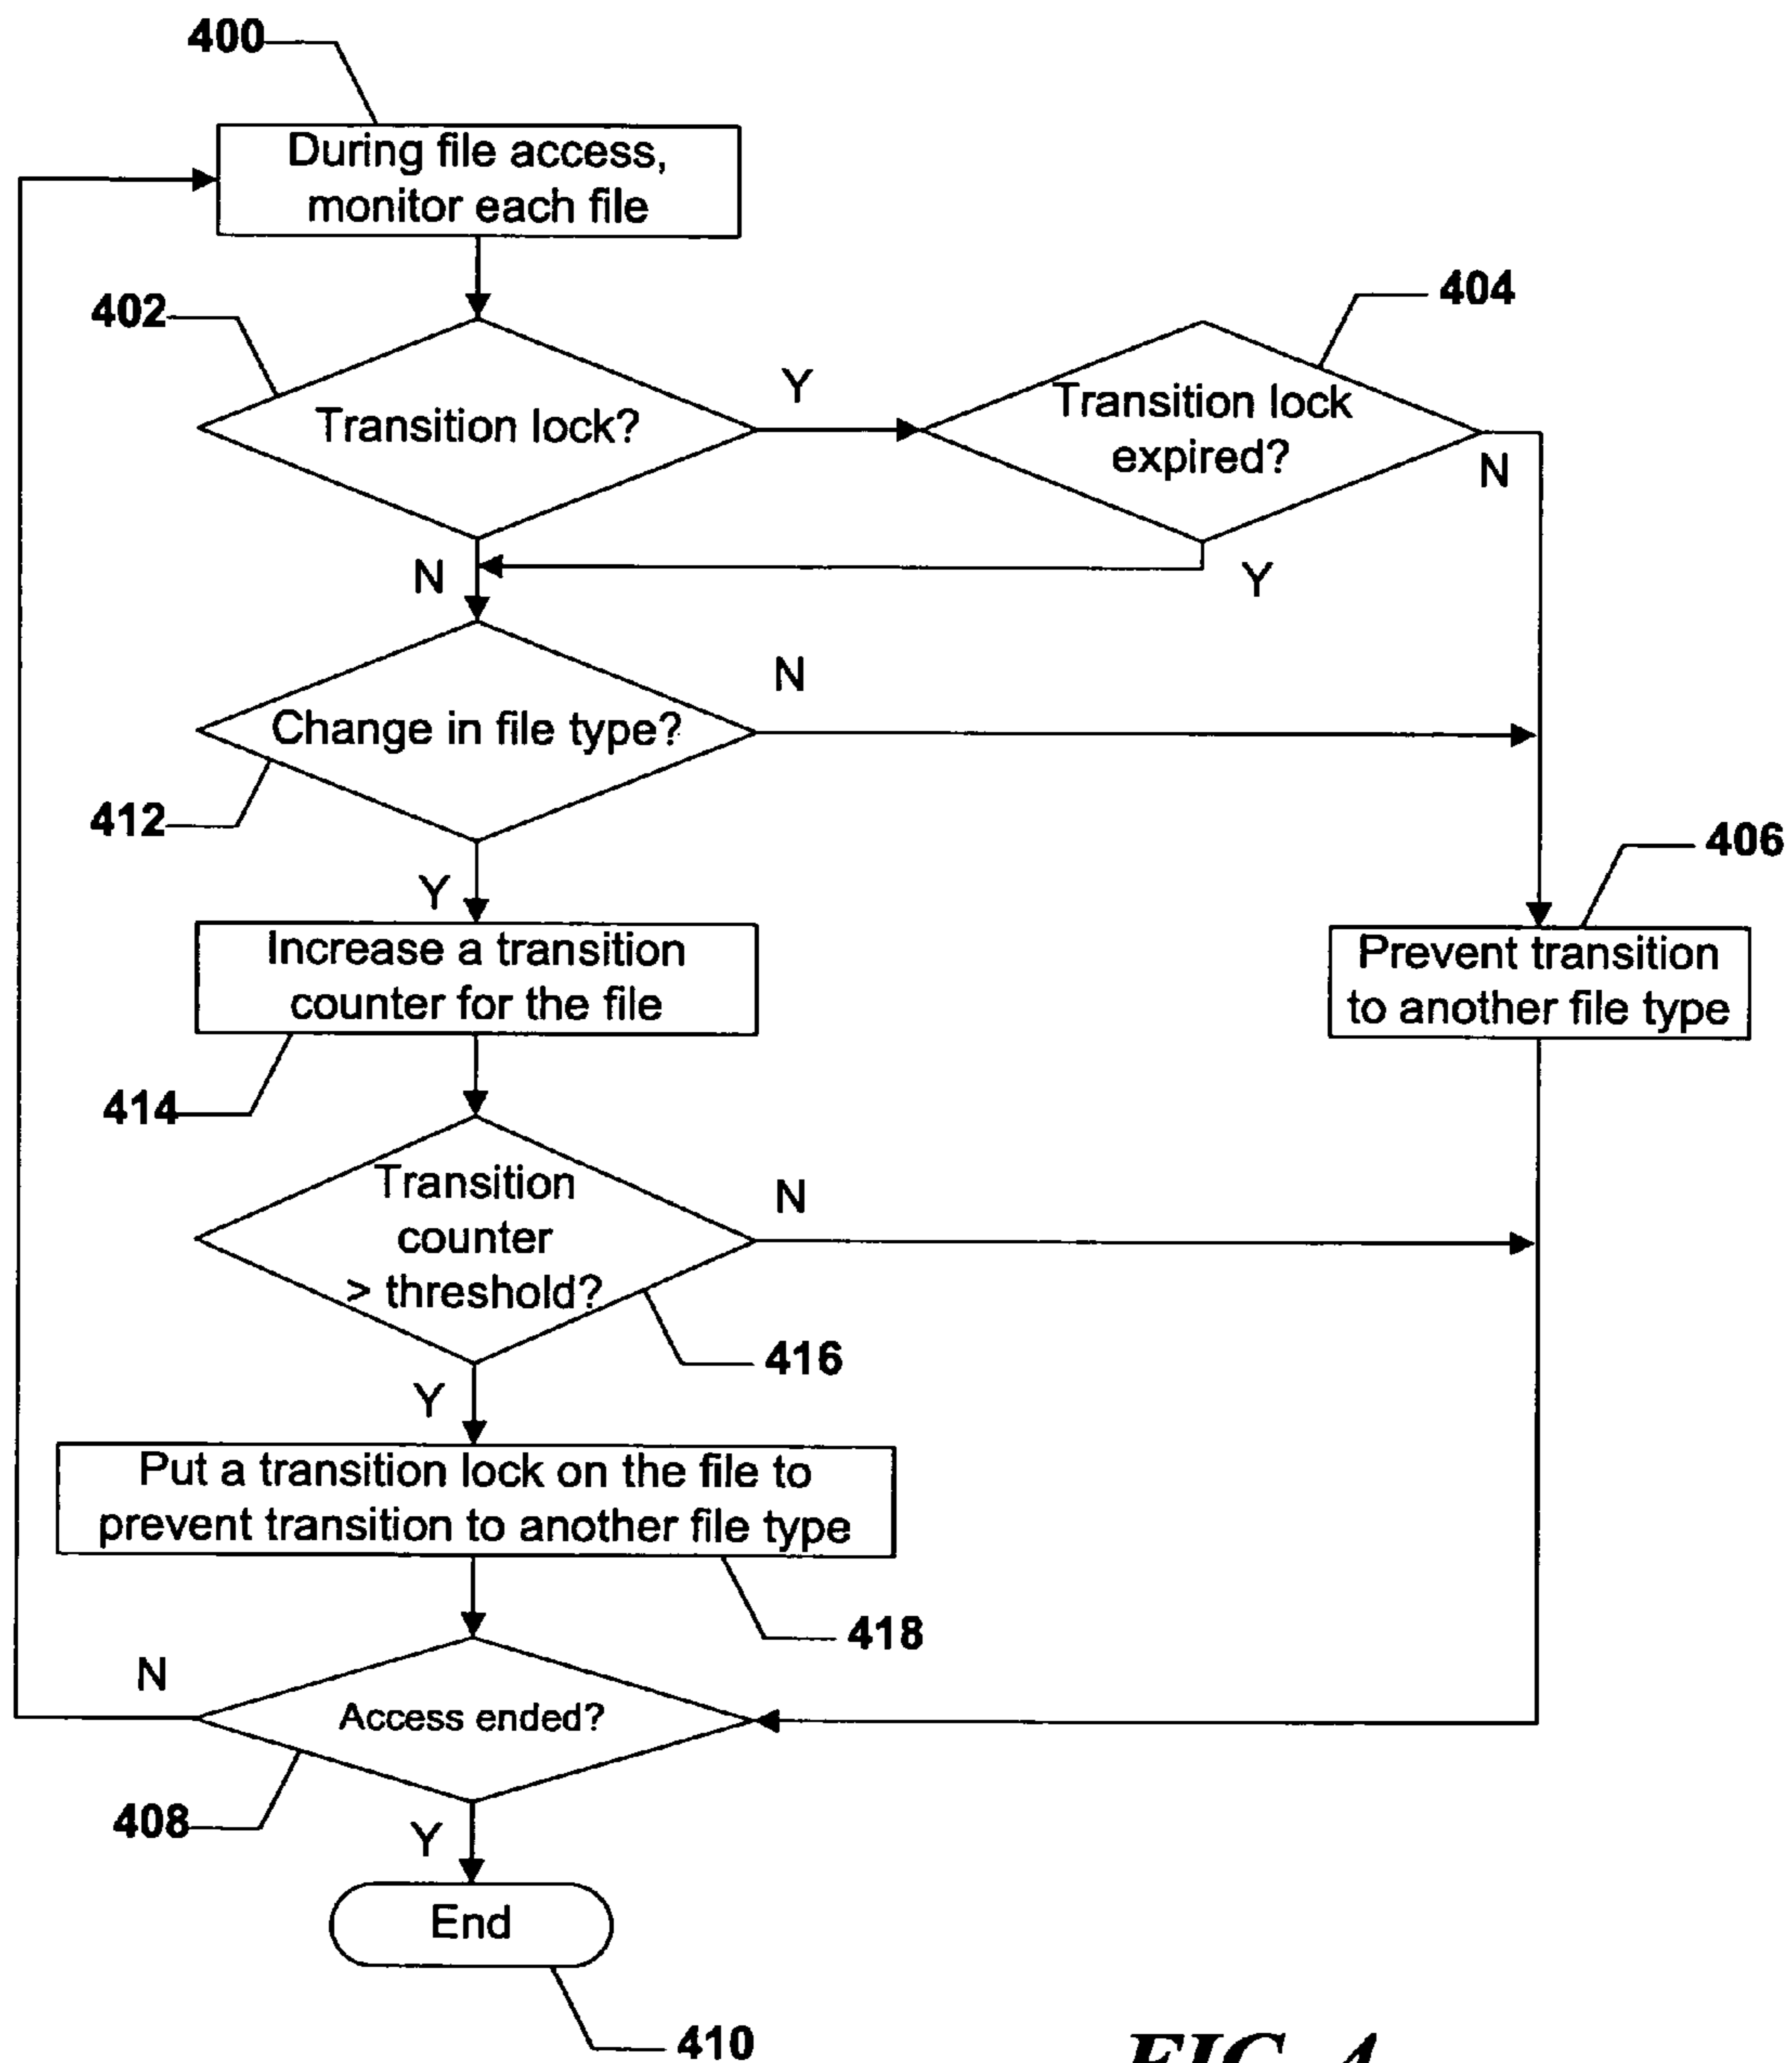 400
During file access,
monitor each file
402
Transition lock?
Y
404
Transition lock
expired?
N
N
Y
Change in file type?
N
412
Y
406
Increase a transition
counter for the file
Prevent transition
to another file type
414
Transition
counter
> threshold?
N
416
Y
Put a transition lock on the file to
prevent transition to another file type
418
N
Access ended?
408
Y
End
410
FIG. 4